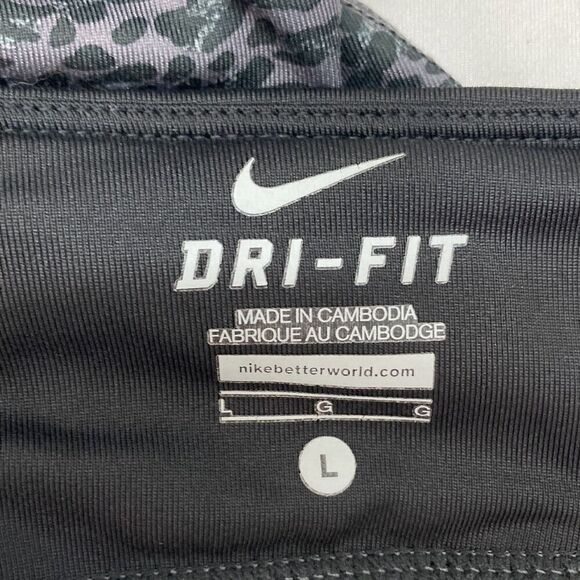 DRI-FIT
MADE IN CAMBODIA
FABRIQUE AU CAMBODGE
nikebetterworld.com
L G G
L